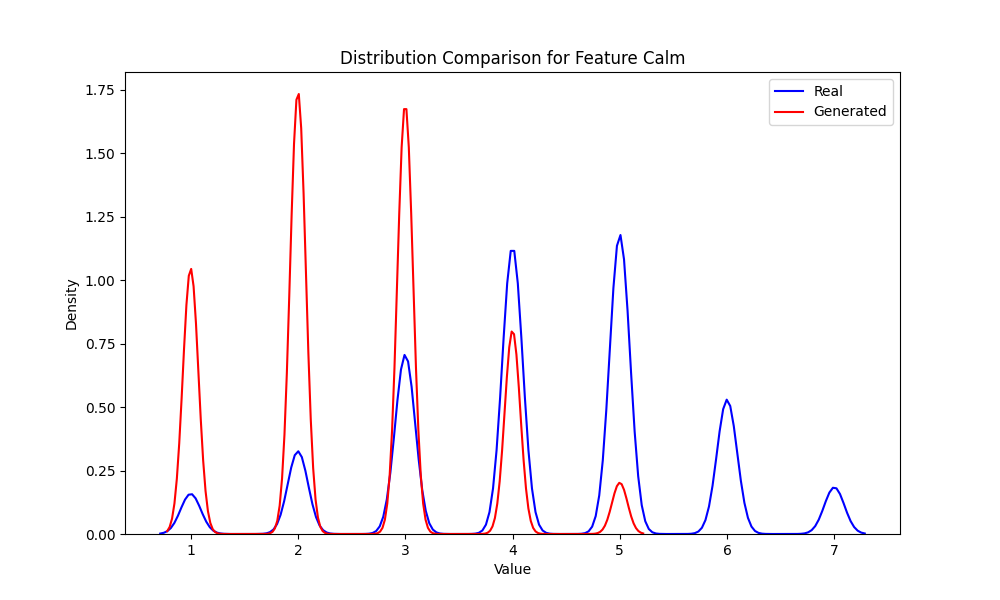 Distribution Comparison for Feature Calm
Real
Generated
Density
1.75
1.50
1.25
1.00
0.75
0.50
0.25
0.00
1 2 3 4 5 6 7
Value